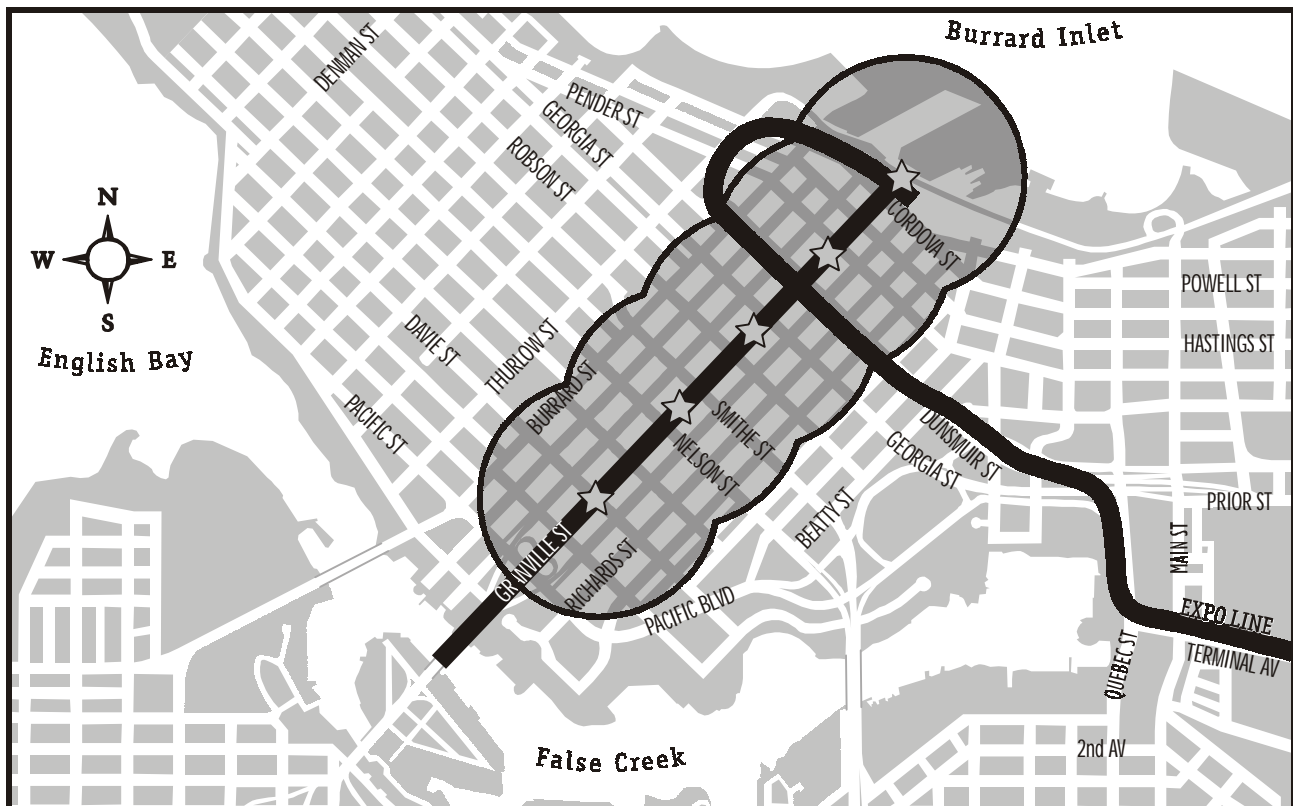 Burrard Inlet
DENMAN ST
PENDER ST
GEORGIA ST
ROBSON ST
N
W
E
S
English Bay
CORDOVA ST
POWELL ST
HASTINGS ST
DAVIE ST
THURLOW ST
BURRARD ST
PACIFIC ST
SMITHE ST
NELSON ST
DUNSMUIR ST
GEORGIA ST
PRIOR ST
BEATTY ST
MAIN ST
GRANVILLE ST
RICHARDS ST
PACIFIC BLVD
EXPO LINE
TERMINAL AV
QUEBEC ST
2nd AV
False Creek